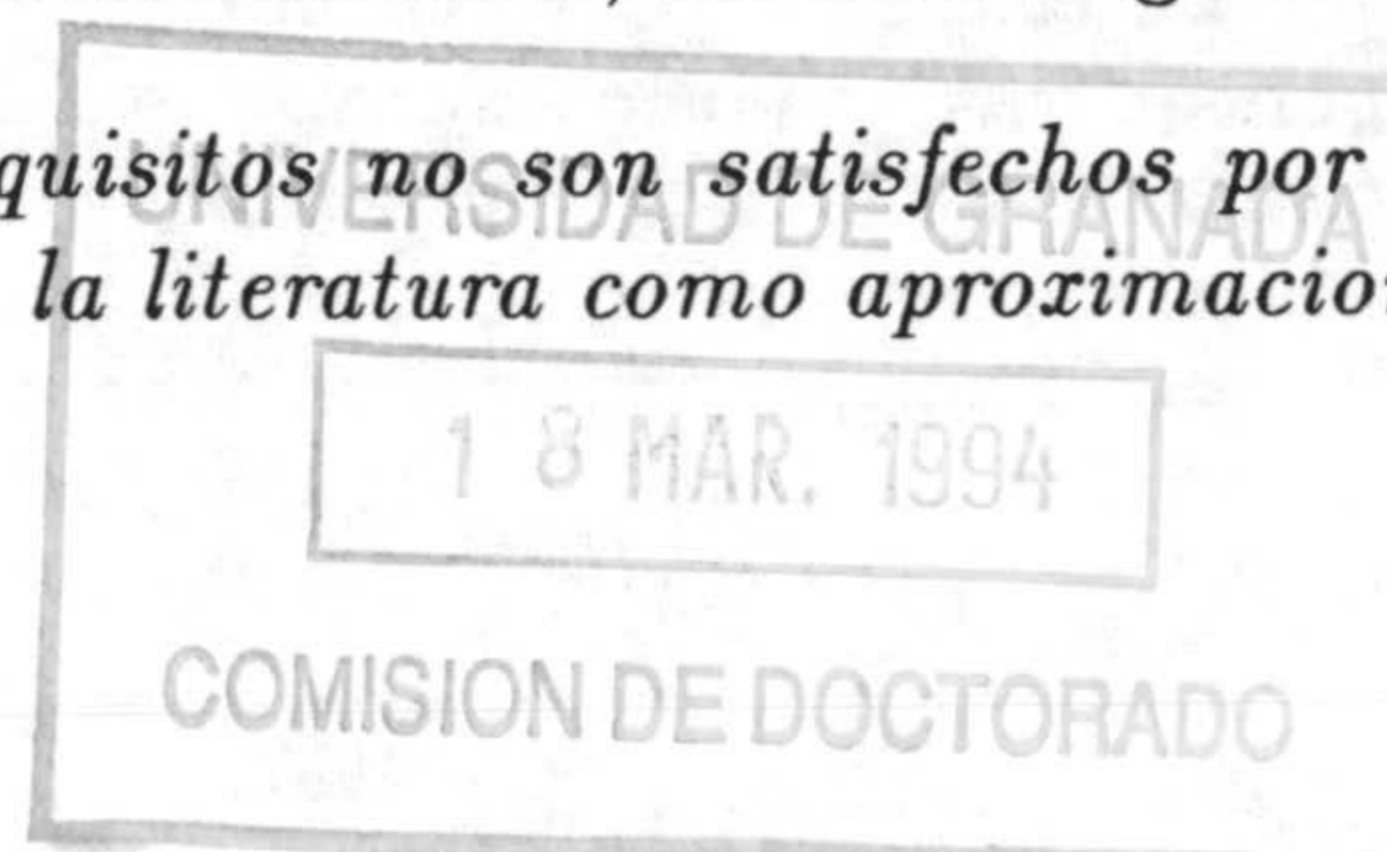 quisitos no son satisfechos por
UNIVERSIDAD DE GRANADA
la literatura como aproximacio
1 8 MAR. 1994
COMISION DE DOCTORADO